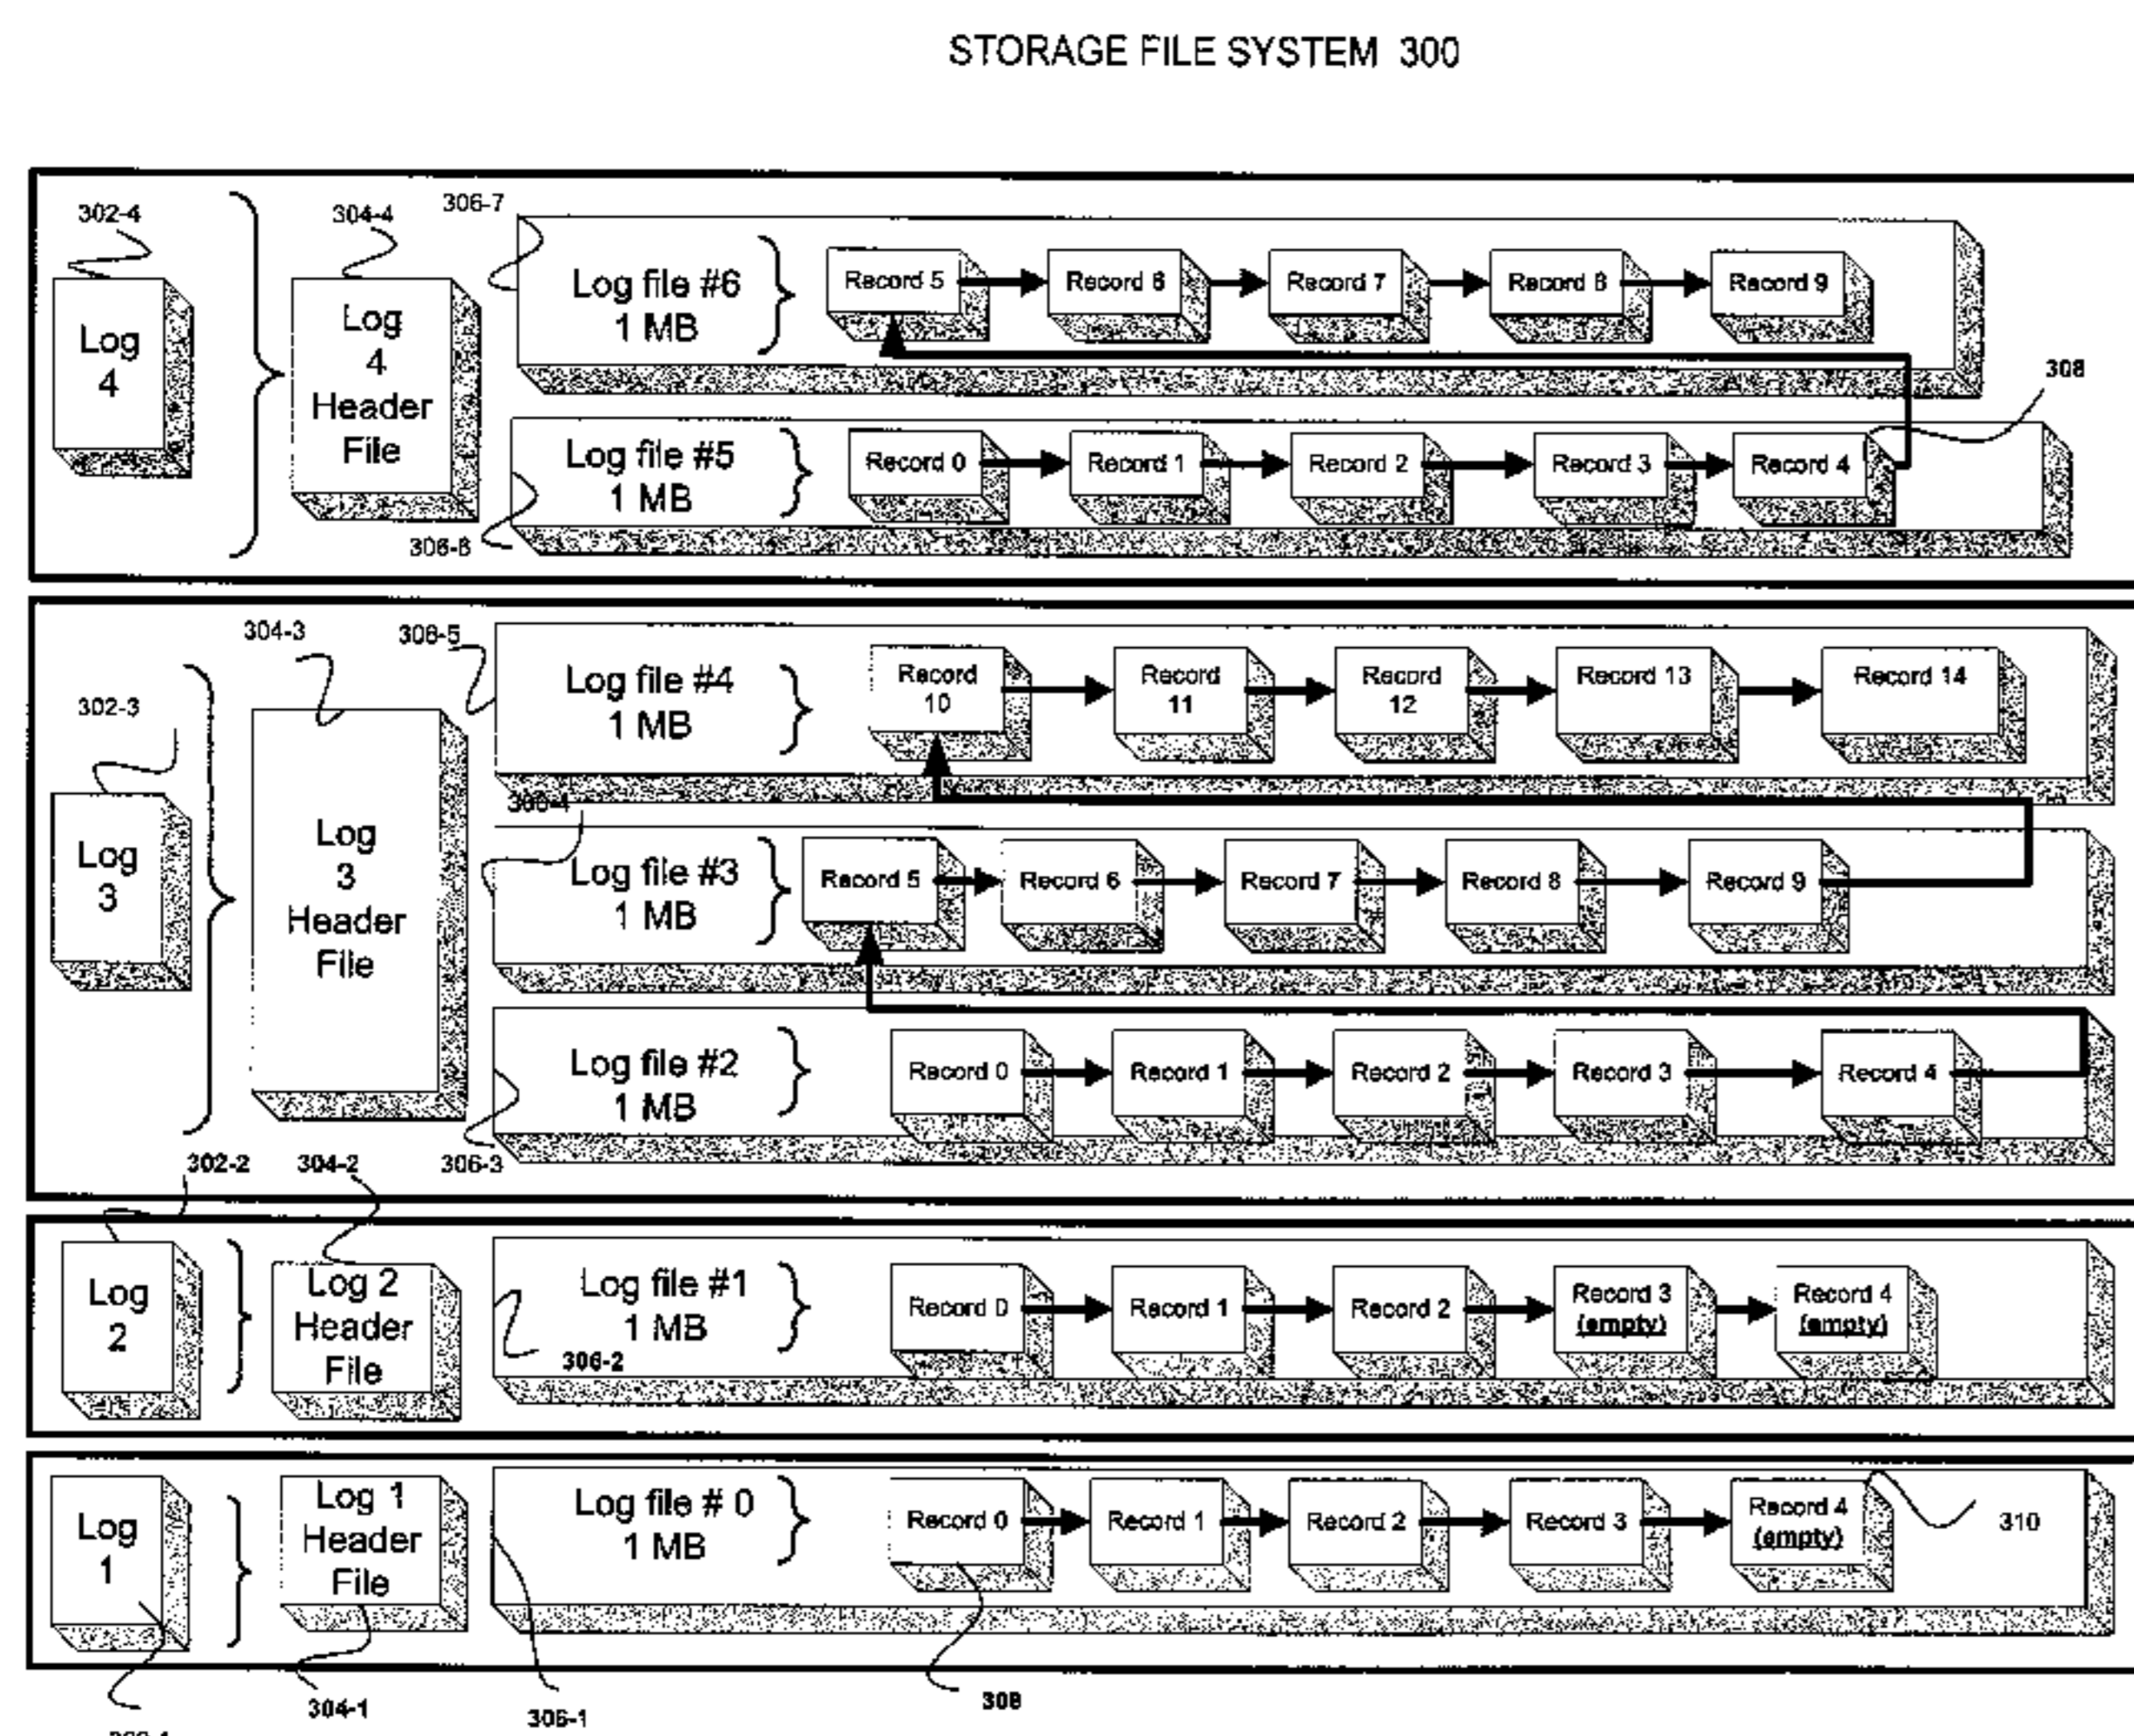 STORAGE FILE SYSTEM 300
302-4
304-4
306-7
Log
4
Log
4
Header
File
Log file #6
1 MB
Record 5
Record 6
Record 7
Record 8
Record 9
308
Log file #5
1 MB
Record 0
Record 1
Record 2
Record 3
Record 4
306-6
304-3
306-5
302-3
Log
3
Log
3
Header
File
Log file #4
1 MB
Record
10
Record
11
Record
12
Record 13
Record 14
306-4
Log file #3
1 MB
Record 5
Record 6
Record 7
Record 8
Record 9
Log file #2
1 MB
Record 0
Record 1
Record 2
Record 3
Record 4
306-3
302-2
304-2
Log
2
Log 2
Header
File
Log file #1
1 MB
Record 0
Record 1
Record 2
Record 3
(empty)
Record 4
(empty)
306-2
Log
1
Log 1
Header
File
Log file # 0
1 MB
Record 0
Record 1
Record 2
Record 3
Record 4
(empty)
310
304-1
306-1
308